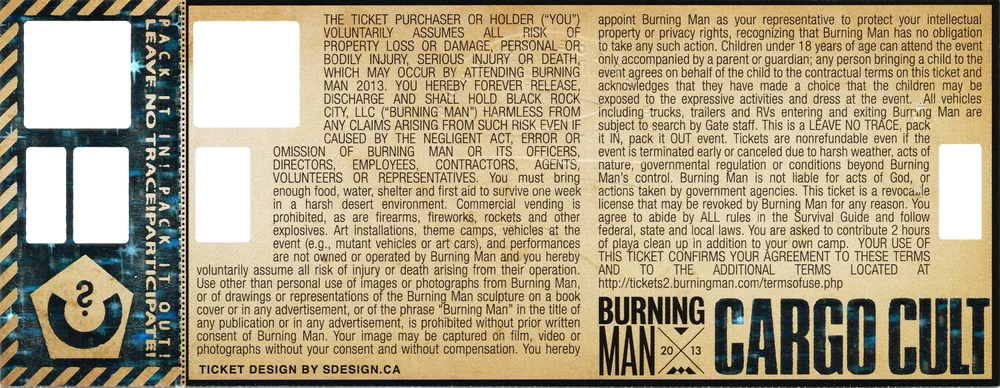 PACK IT IN! PACK IT OUT!
LEAVE NO TRACE!PARTICIPATE!
THE TICKET PURCHASER OR HOLDER (“YOU”)
VOLUNTARILY ASSUMES ALL RISK OF
PROPERTY LOSS OR DAMAGE, PERSONAL OR
BODILY INJURY, SERIOUS INJURY OR DEATH,
WHICH MAY OCCUR BY ATTENDING BURNING
MAN 2013. YOU HEREBY FOREVER RELEASE,
DISCHARGE AND SHALL HOLD BLACK ROCK
CITY, LLC (“BURNING MAN”) HARMLESS FROM
ANY CLAIMS ARISING FROM SUCH RISK EVEN IF
CAUSED BY THE NEGLIGENT ACT, ERROR OR
OMISSION OF BURNING MAN OR ITS OFFICERS,
DIRECTORS, EMPLOYEES, CONTRACTORS, AGENTS,
VOLUNTEERS OR REPRESENTATIVES. You must bring
enough food, water, shelter and first aid to survive one week
in a harsh desert environment. Commercial vending is
prohibited, as are firearms, fireworks, rockets and other
explosives. Art installations, theme camps, vehicles at the
event (e.g., mutant vehicles or art cars), and performances
are not owned or operated by Burning Man and you hereby
voluntarily assume all risk of injury or death arising from their operation.
Use other than personal use of images or photographs from Burning Man,
or of drawings or representations of the Burning Man sculpture on a book
cover or in any advertisement, or of the phrase “Burning Man” in the title of
any publication or in any advertisement, is prohibited without prior written
consent of Burning Man. Your image may be captured on film, video or
photographs without your consent and without compensation. You hereby
TICKET DESIGN BY SDESIGN.CA
appoint Burning Man as your representative to protect your intellectual
property or privacy rights, recognizing that Burning Man has no obligation
to take any such action. Children under 18 years of age can attend the event
only accompanied by a parent or guardian; any person bringing a child to the
event agrees on behalf of the child to the contractual terms on this ticket and
acknowledges that they have made a choice that the children may be
exposed to the expressive activities and dress at the event. All vehicles
including trucks, trailers and RVs entering and exiting Burning Man are
subject to search by Gate staff. This is a LEAVE NO TRACE, pack
it IN, pack it OUT event. Tickets are nonrefundable even if the
event is terminated early or canceled due to harsh weather, acts of
nature, governmental regulation or conditions beyond Burning
Man’s control. Burning Man is not liable for acts of God, or
actions taken by government agencies. This ticket is a revocable
license that may be revoked by Burning Man for any reason. You
agree to abide by ALL rules in the Survival Guide and follow
federal, state and local laws. You are asked to contribute 2 hours
of playa clean up in addition to your own camp. YOUR USE OF
THIS TICKET CONFIRMS YOUR AGREEMENT TO THESE TERMS
AND TO THE ADDITIONAL TERMS LOCATED AT
http://tickets2.burningman.com/termsofuse.php
BURNING
MAN 20 13
CARGO CULT
?